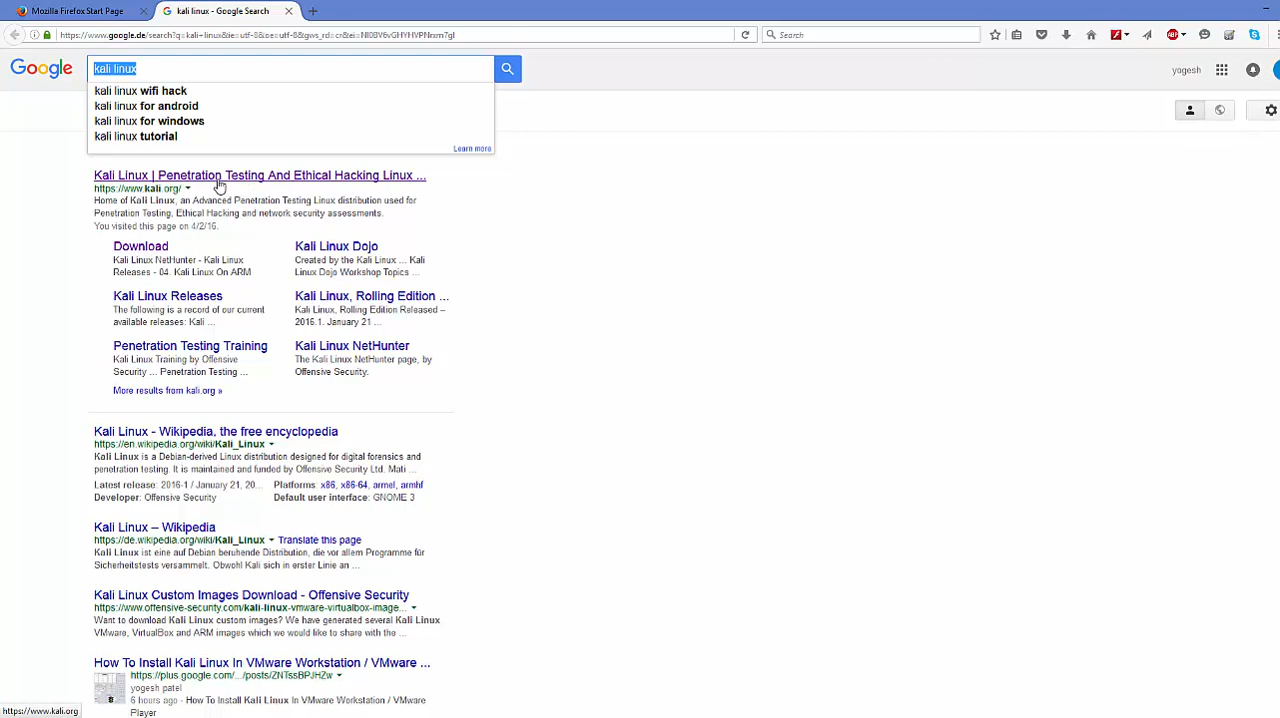 Mozilla Firefox Start Page
kali linux - Google Search
https://www.google.de/search?q=kali+linux&ie=utf-8&oe=utf-8&gws_rd=cr&ei=
Search
Google
kali linux
yogesh
kali linux wifi hack
kali linux for android
kali linux for windows
kali linux tutorial
Learn more
Kali Linux | Penetration Testing And Ethical Hacking Linux ...
https://www.kali.org/
Home of Kali Linux, an Advanced Penetration Testing Linux distribution used for
Penetration Testing, Ethical Hacking and network security assessments.
You visited this page on 4/2/16.
Download
Kali Linux NetHunter - Kali Linux
Releases - 04. Kali Linux On ARM
Kali Linux Dojo
Created by the Kali Linux ... Kali
Linux Dojo Workshop Topics ...
Kali Linux Releases
The following is a record of our current
available releases: Kali ...
Kali Linux, Rolling Edition ...
Kali Linux, Rolling Edition Released –
2016.1. January 21 ...
Penetration Testing Training
Kali Linux Training by Offensive
Security ... Penetration Testing ...
Kali Linux NetHunter
The Kali Linux NetHunter page, by
Offensive Security.
More results from kali.org »
Kali Linux - Wikipedia, the free encyclopedia
https://en.wikipedia.org/wiki/Kali_Linux
Kali Linux is a Debian-derived Linux distribution designed for digital forensics and
penetration testing. It is maintained and funded by Offensive Security Ltd. Mati ...
Latest release: 2016-1 / January 21, 20... Platforms: x86, x86-64, armel, armhf
Developer: Offensive Security Default user interface: GNOME 3
Kali Linux – Wikipedia
https://de.wikipedia.org/wiki/Kali_Linux Translate this page
Kali Linux ist eine auf Debian beruhende Distribution, die vor allem Programme für
Sicherheitstests versammelt. Obwohl Kali sich in erster Linie an ...
Kali Linux Custom Images Download - Offensive Security
https://www.offensive-security.com/kali-linux-vmware-virtualbox-image...
Want to download Kali Linux custom images? We have generated several Kali Linux
VMware, VirtualBox and ARM images which we would like to share with the ...
How To Install Kali Linux In VMware Workstation / VMware ...
https://plus.google.com/.../posts/ZNTssBPJHZw
yogesh patel
6 hours ago - How To Install Kali Linux In VMware Workstation / VMware
Player
https://www.kali.org